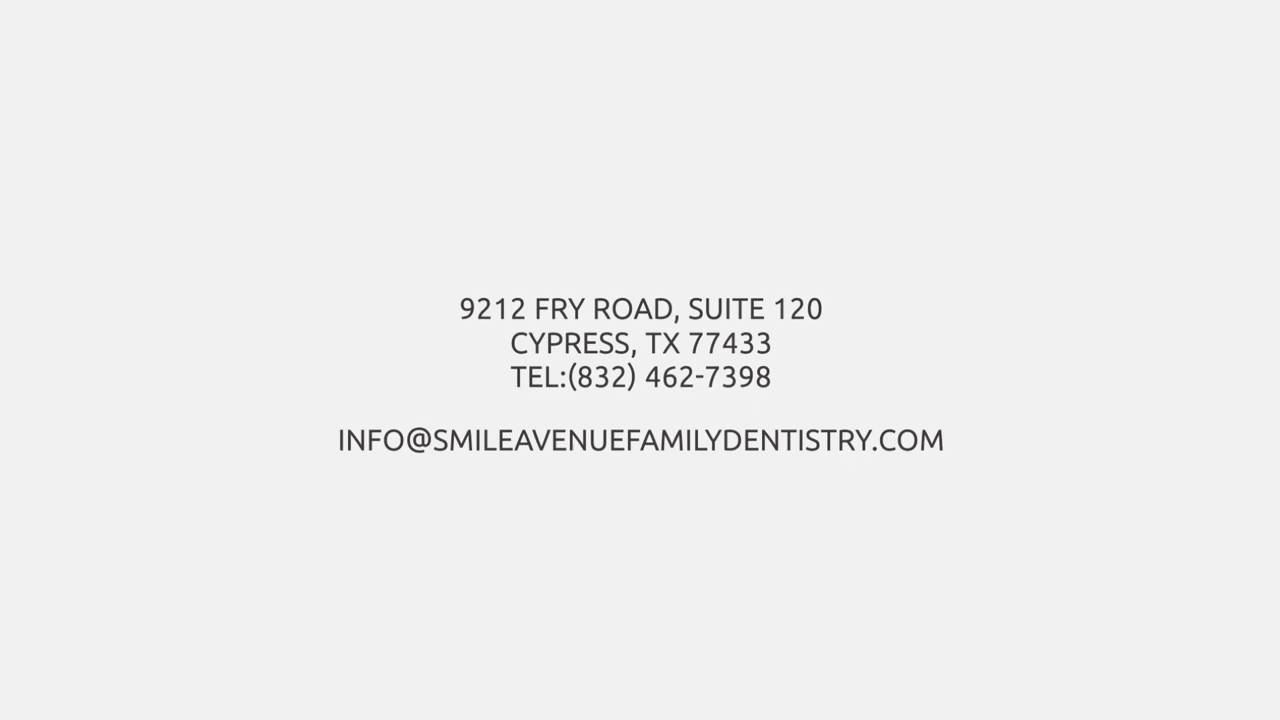 9212 FRY ROAD, SUITE 120
CYPRESS, TX 77433
TEL:(832) 462-7398
INFO@SMILEAVENUEFAMILYDENTISTRY.COM